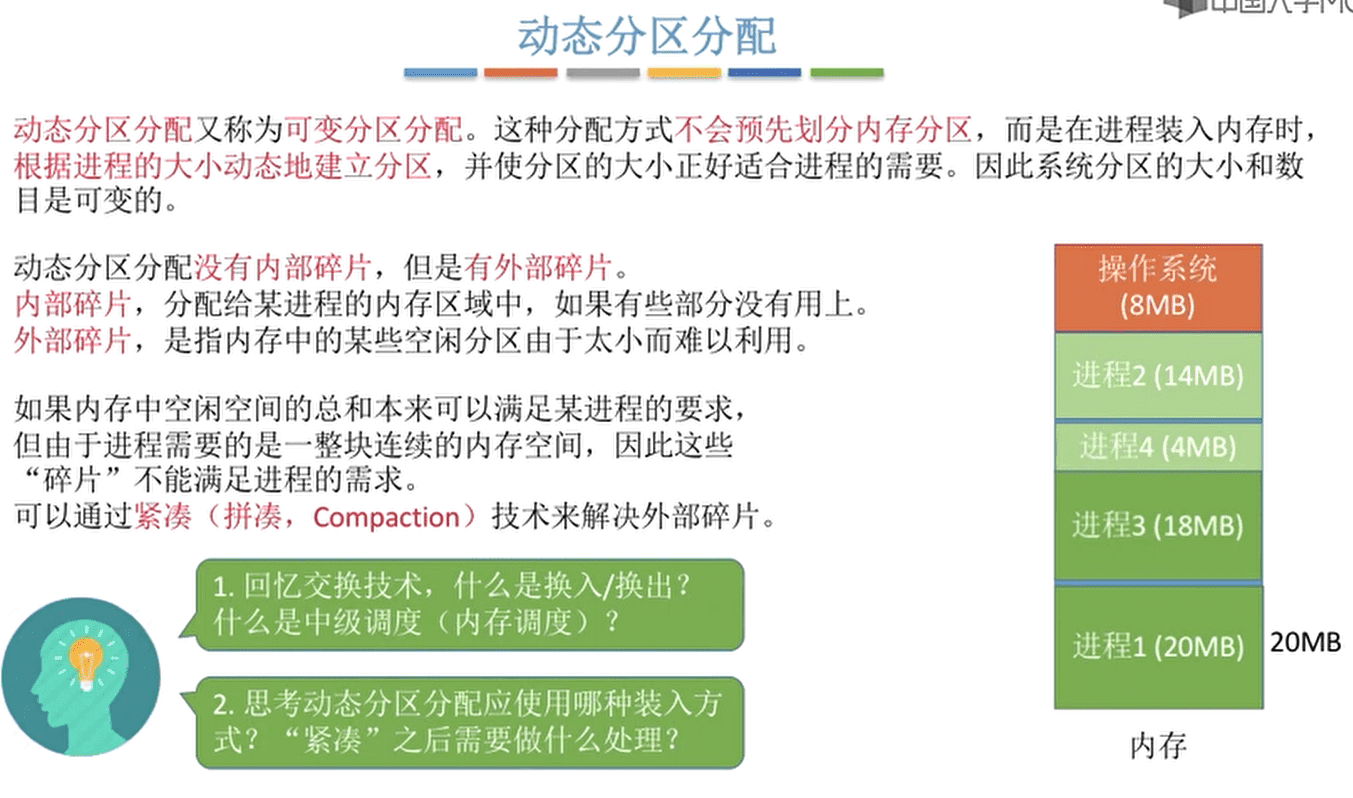 动态分区分配
动态分区分配又称为可变分区分配。这种分配方式不会预先划分内存分区，而是在进程装入内存时，
根据进程的大小动态地建立分区，并使分区的大小正好适合进程的需要。因此系统分区的大小和数
目是可变的。
动态分区分配没有内部碎片，但是有外部碎片。
内部碎片，分配给某进程的内存区域中，如果有些部分没有用上。
外部碎片，是指内存中的某些空闲分区由于太小而难以利用。
如果内存中空闲空间的总和本来可以满足某进程的要求，
但由于进程需要的是一整块连续的内存空间，因此这些
“碎片”不能满足进程的需求。
可以通过紧凑（拼凑，Compaction）技术来解决外部碎片。
1. 回忆交换技术，什么是换入/换出？
什么是中级调度（内存调度）？
2. 思考动态分区分配应使用哪种装入方
式？“紧凑”之后需要做什么处理？
操作系统
(8MB)
进程2 (14MB)
进程4 (4MB)
进程3 (18MB)
进程1 (20MB)
20MB
内存